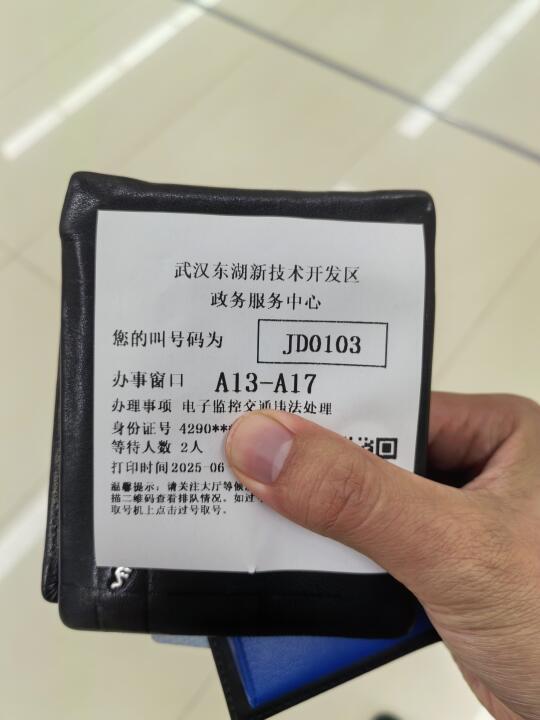 武汉东湖新技术开发区
政务服务中心
您的叫号码为 JD0103
办事窗口 A13-A17
办理事项 电子监控交通违法处理
身份证号 4290**
等待人数 2人
打印时间 2025-06
温馨提示：请关注大厅等候
描二维码查看排队情况。如过号
取号机上点击过号取号。